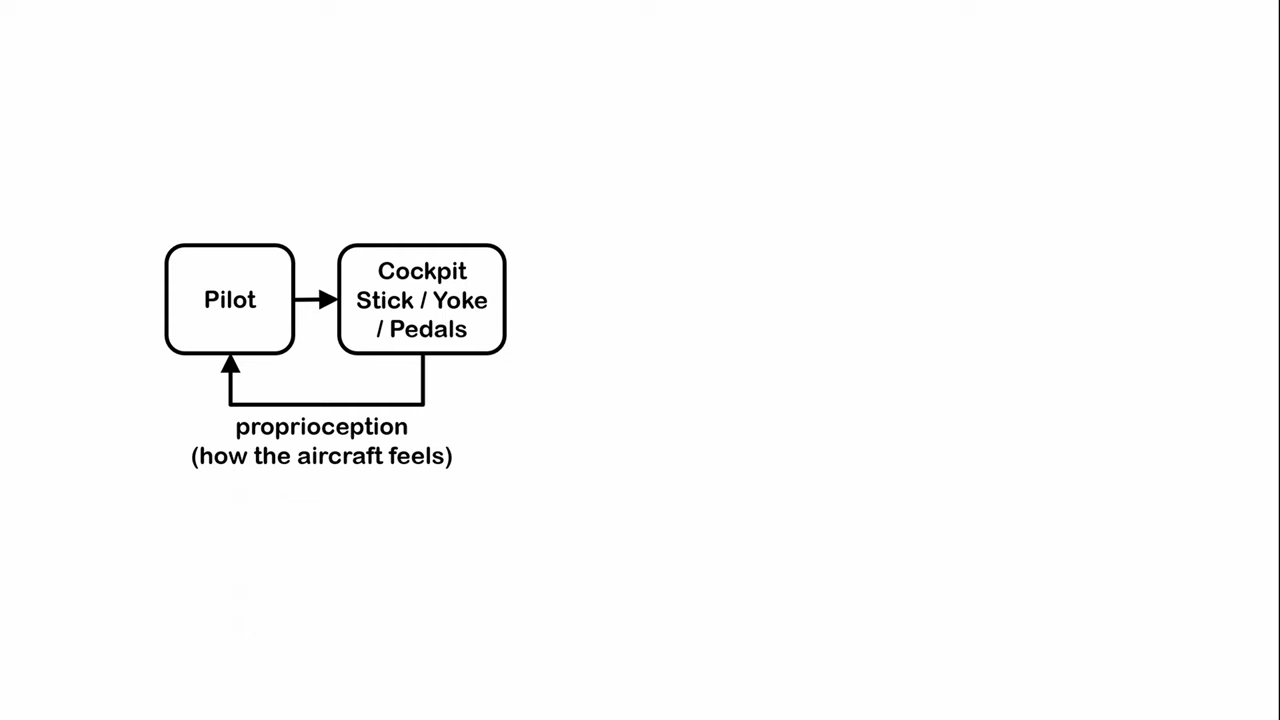 Pilot
Cockpit
Stick / Yoke
/ Pedals
proprioception
(how the aircraft feels)